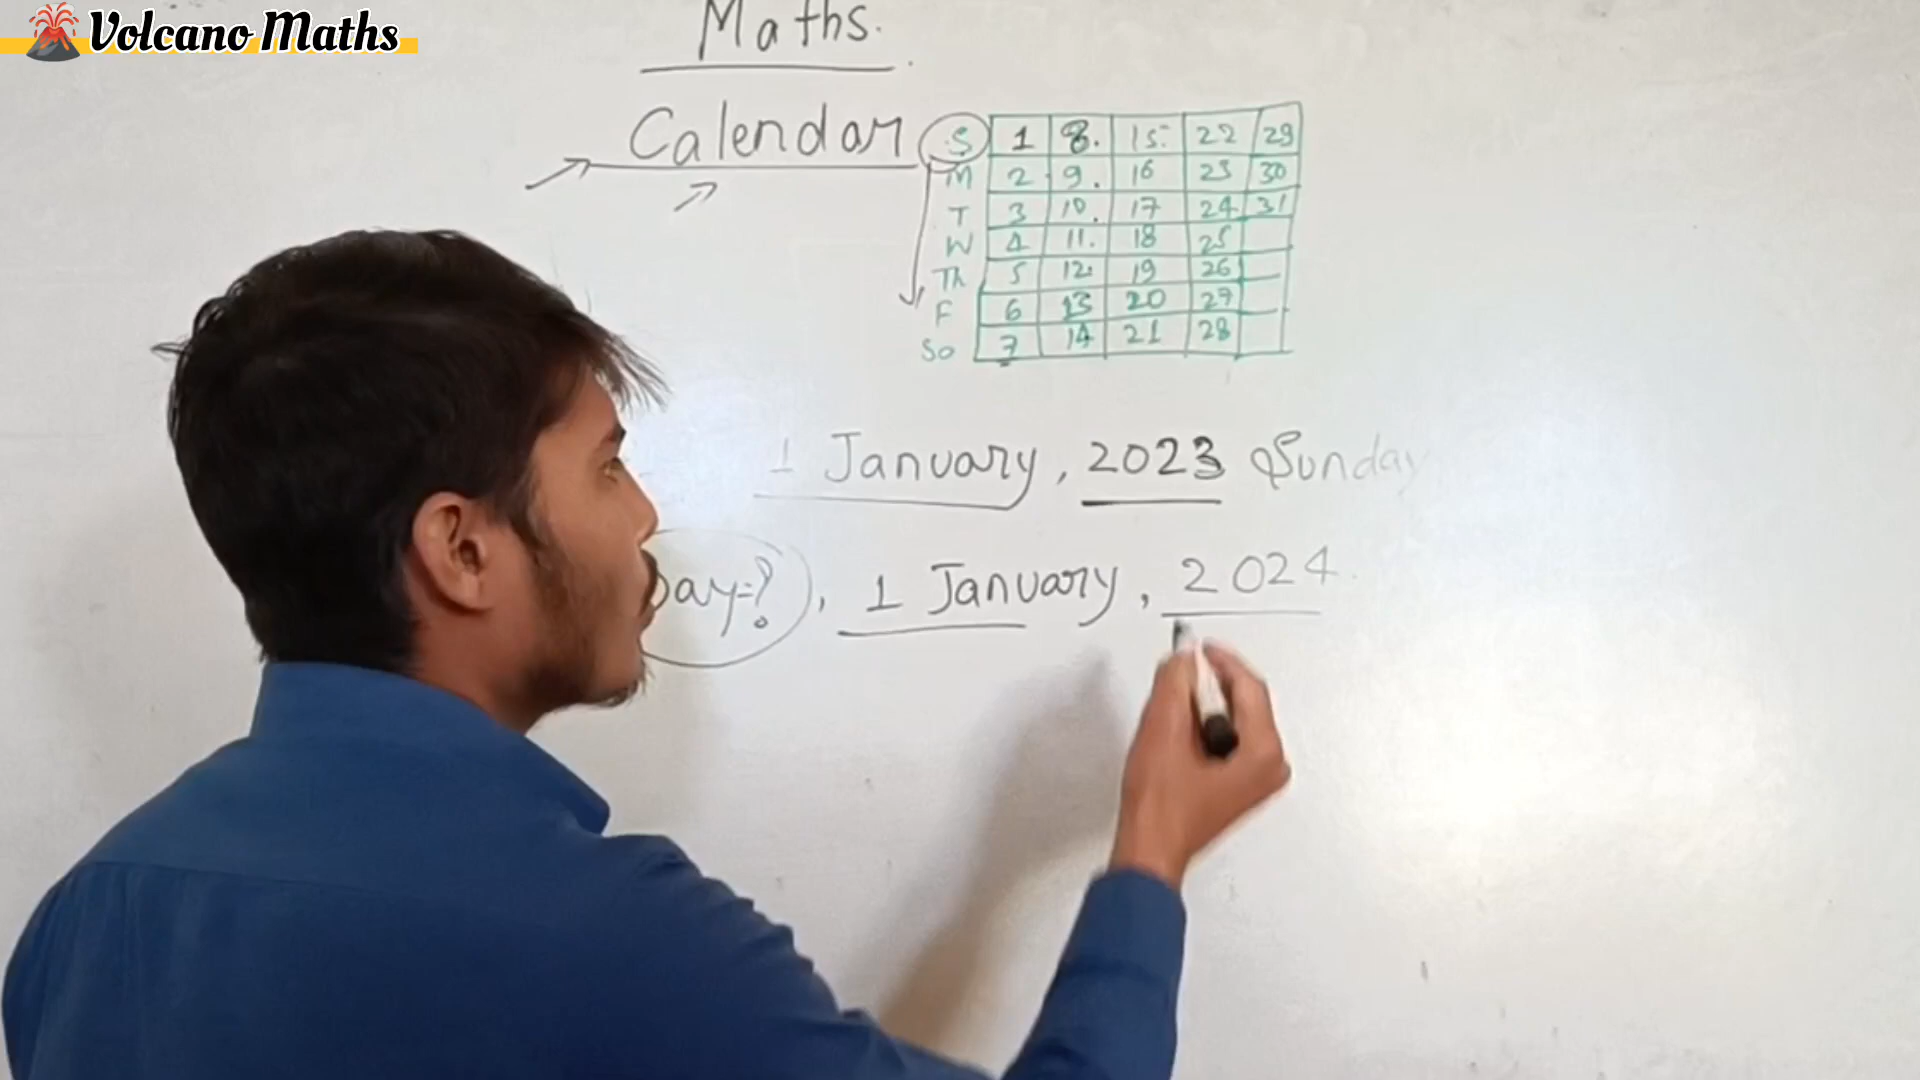 Volcano Maths
Maths.
Calendar
S 1 8. 15. 22 29
M 2 9. 16 23 30
T 3 10. 17 24 31
W 4 11. 18 25
Th 5 12. 19 26
F 6 13 20 27
Sa 7 14 21 28
1 January, 2023 Sunday
Day=?, 1 January, 2024